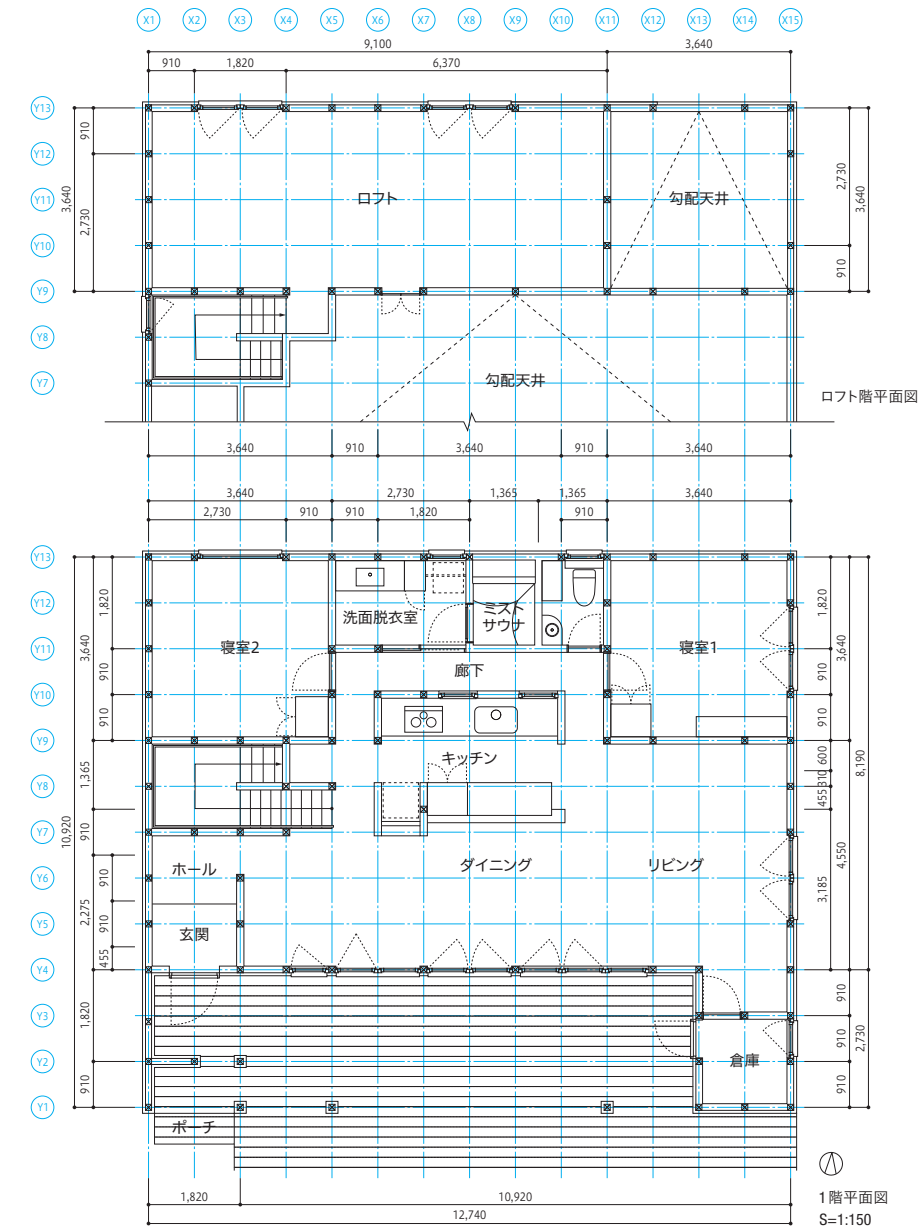 X1 X2 X3 X4 X5 X6 X7 X8 X9 X10 X11 X12 X13 X14 X15
9,100 3,640
910 1,820 6,370
Y13
Y12
Y11
Y10
Y9
Y8
Y7
910
3,640
2,730
2,730
3,640
910
ロフト
勾配天井
勾配天井
ロフト階平面図
3,640 910 3,640 910 3,640
3,640 2,730 1,365 1,365 3,640
2,730 910 910 1,820 910
Y13
Y12
Y11
Y10
Y9
Y8
Y7
Y6
Y5
Y4
Y3
Y2
Y1
10,920
3,640
1,365
910
2,275
1,820
910
1,820
910
910
910
910
455
洗面脱衣室
ミスト
サウナ
寝室2
寝室1
廊下
キッチン
ホール
ダイニング
リビング
玄関
倉庫
ポーチ
1,820
910
910
600
310
455
3,185
910
910
910
3,640
4,550
2,730
8,190
1,820 10,920
12,740
1階平面図
S=1:150